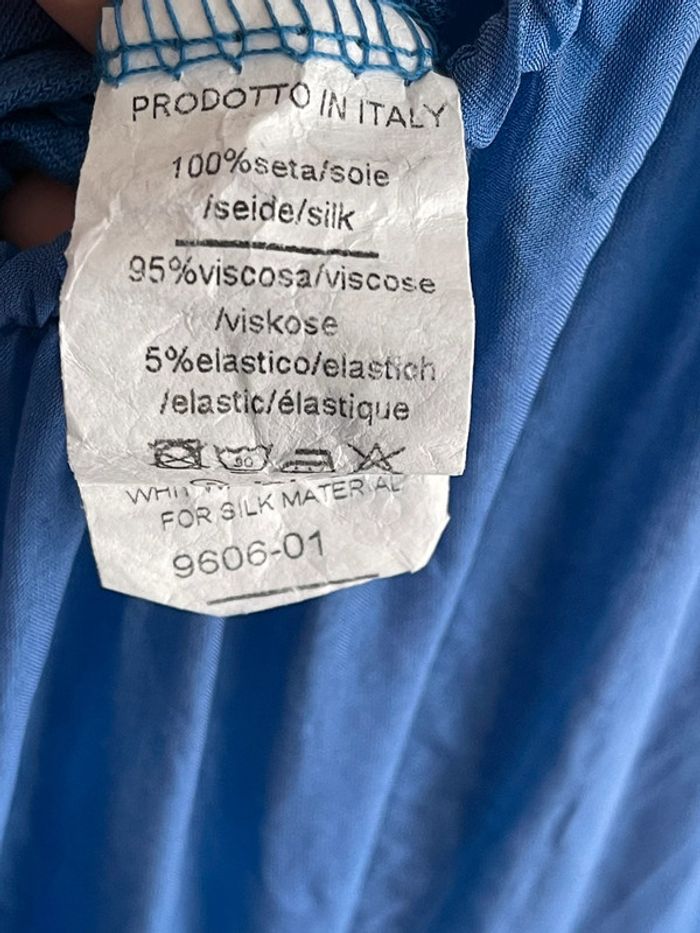 PRODOTTO IN ITALY
100%seta/soie
/seide/silk
95%viscosa/viscose
/viskose
5%elastico/elastich
/elastic/élastique
30
FOR SILK MATERIAL
9606-01